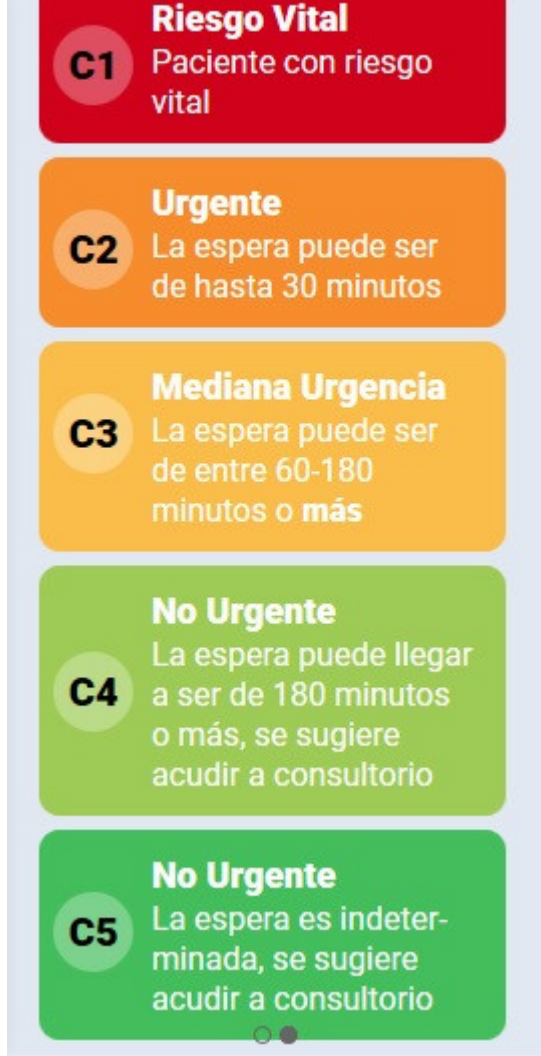 Riesgo Vital
C1
Paciente con riesgo
vital
Urgente
C2
La espera puede ser
de hasta 30 minutos
Mediana Urgencia
C3
La espera puede ser
de entre 60-180
minutos o más
No Urgente
La espera puede llegar
C4
a ser de 180 minutos
o más, se sugiere
acudir a consultorio
No Urgente
C5
La espera es indeter-
minada, se sugiere
acudir a consultorio